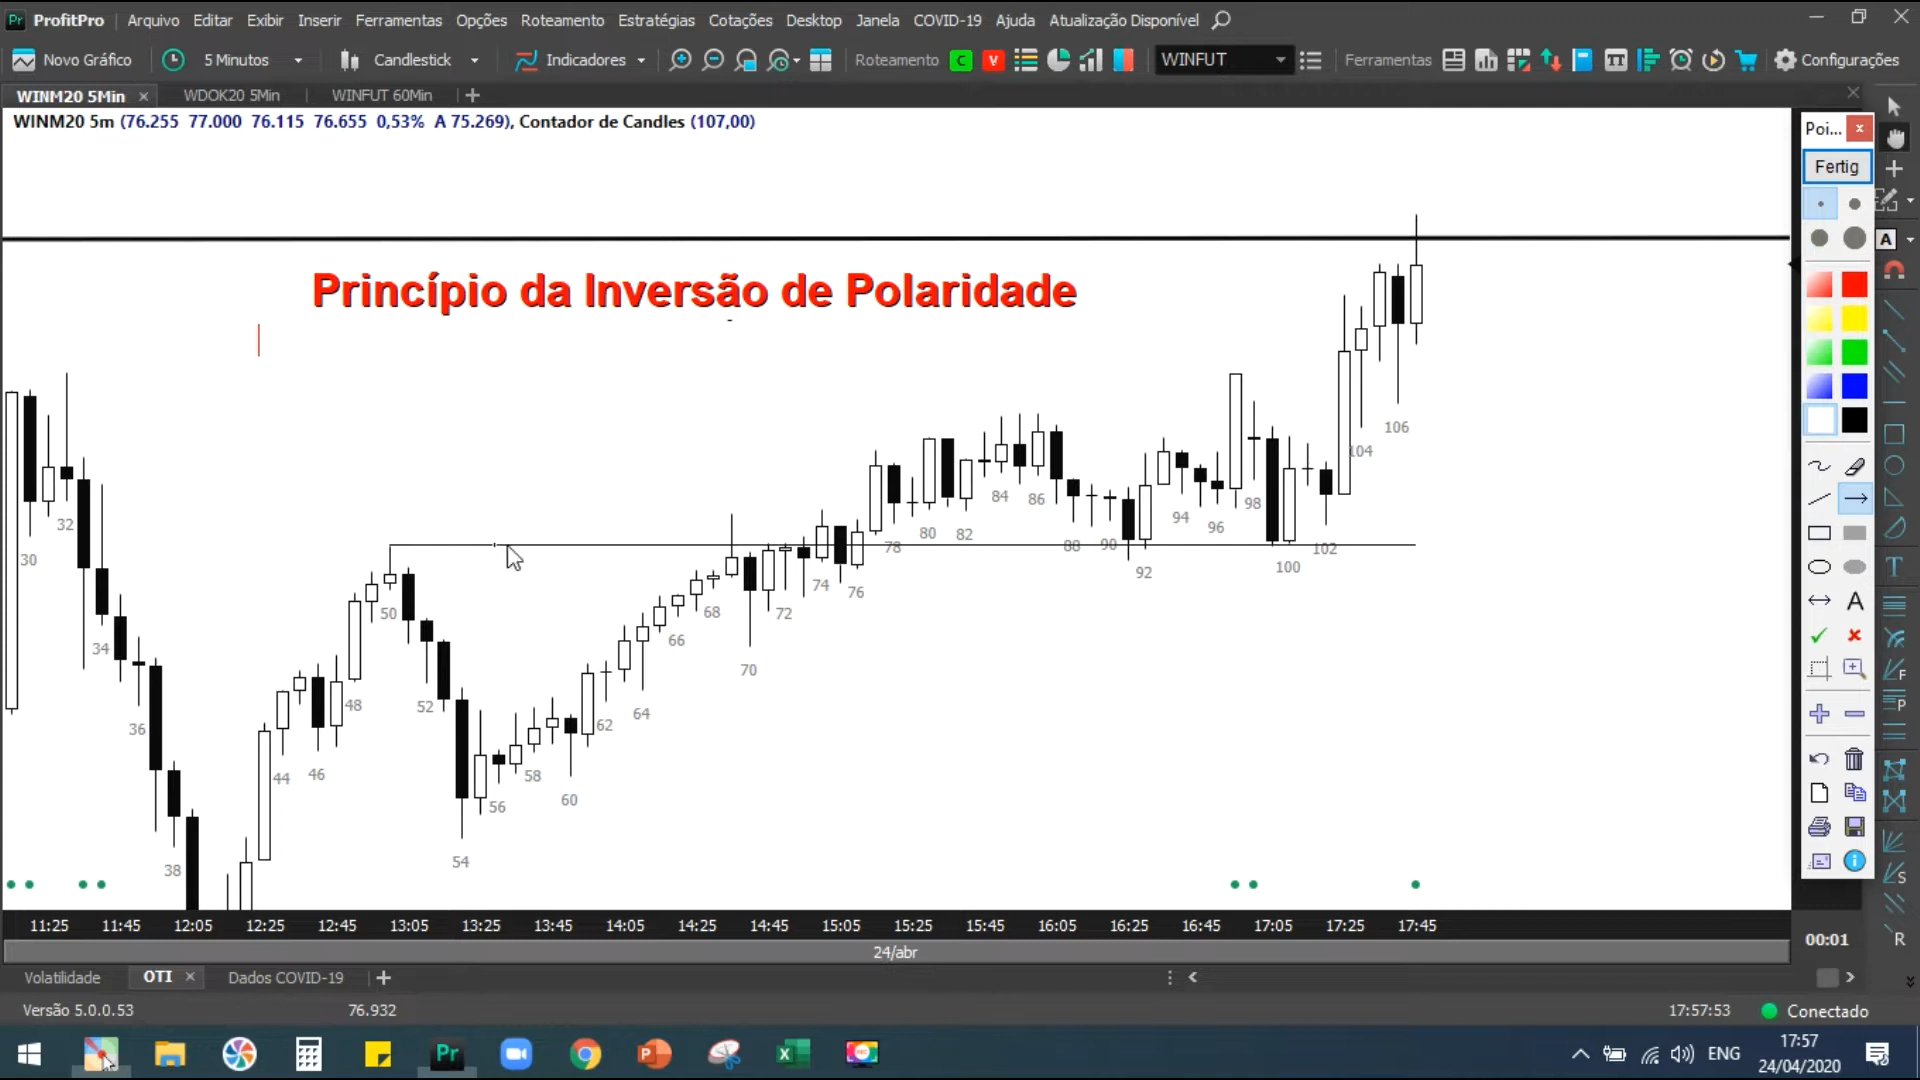 ProfitPro Arquivo Editar Exibir Inserir Ferramentas Opções Roteamento Estratégias Cotações Desktop Janela COVID-19 Ajuda Atualização Disponível
Novo Gráfico 5 Minutos Candlestick Indicadores Roteamento C V WINFUT Ferramentas Configurações
WINM20 5Min WDOK20 5Min WINFUT 60Min
WINM20 5m (76.255 77.000 76.115 76.655 0,53% A 75.269), Contador de Candles (107,00)
Poi...
Fertig
Princípio da Inversão de Polaridade
106
104
84 86
98
94
32
80 82
96
30
78
88 90
102
100
92
74
76
50
68 72
66
34
70
48
52
64
62
36
44 46
58
60
56
54
38
11:25 11:45 12:05 12:25 12:45 13:05 13:25 13:45 14:05 14:25 14:45 15:05 15:25 15:45 16:05 16:25 16:45 17:05 17:25 17:45
00:01
24/abr
Volatilidade OTI Dados COVID-19
Versão 5.0.0.53 76.932 17:57:53 Conectado
ENG
17:57
24/04/2020